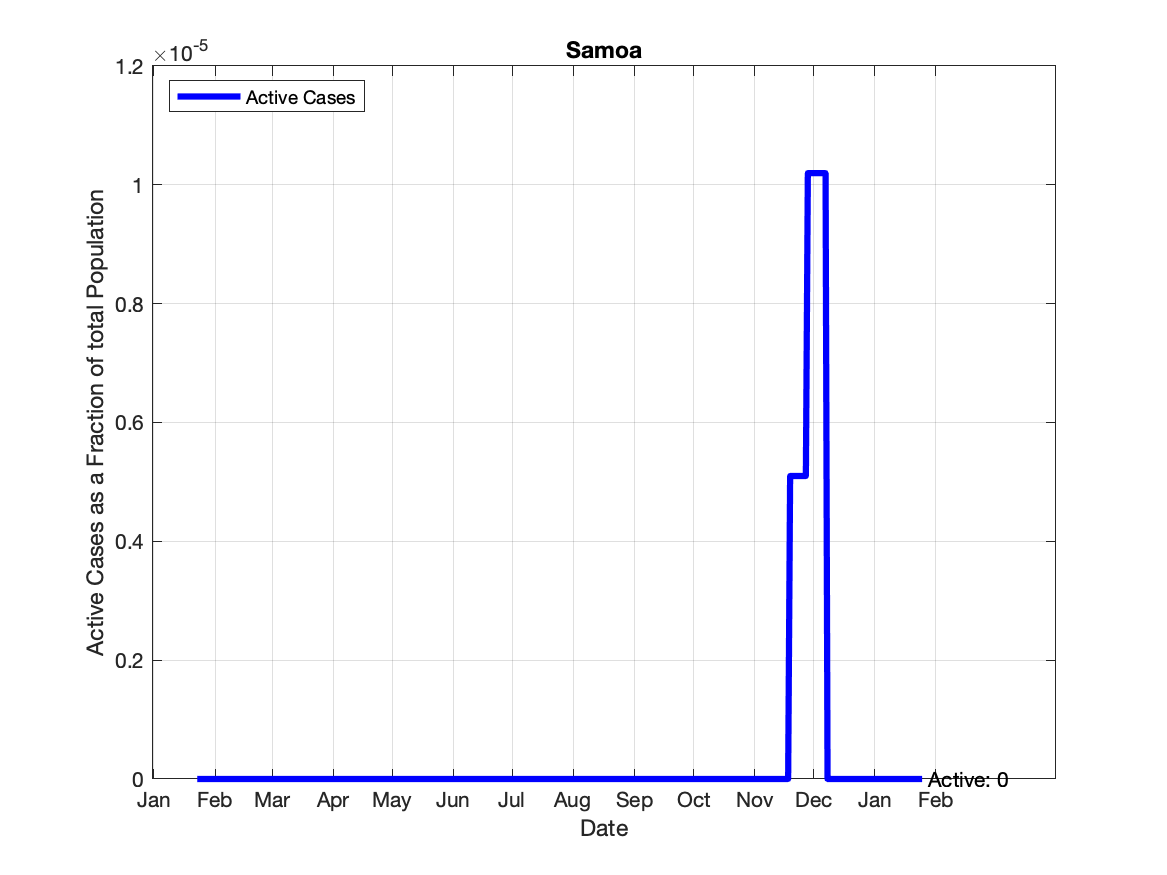 Samoa
×10-5
Active Cases
1.2
1
0.8
0.6
0.4
0.2
0
Active Cases as a Fraction of total Population
Active: 0
Jan Feb Mar Apr May Jun Jul Aug Sep Oct Nov Dec Jan Feb
Date